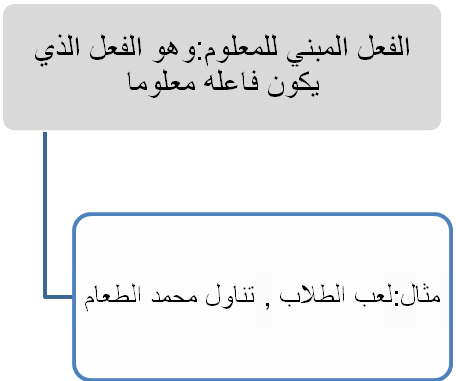 الفعل المبني للمعلوم:وهو الفعل الذي
يكون فاعله معلوما
مثال:لعب الطلاب , تناول محمد الطعام